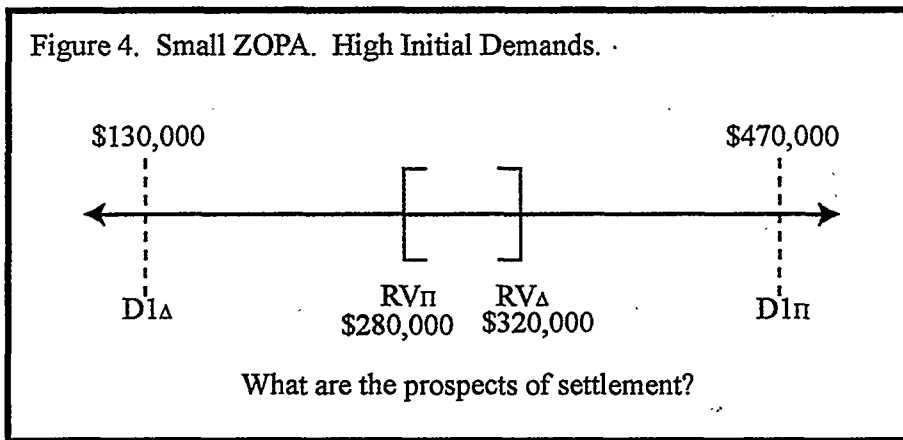 Figure 4. Small ZOPA. High Initial Demands.
$130,000 $470,000
D1Δ RVΠ RVΔ D1Π
$280,000 $320,000
What are the prospects of settlement?